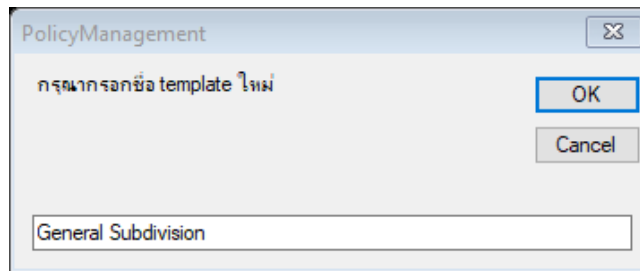 PolicyManagement
กรุณากรอกชื่อ template ใหม่
OK
Cancel
General Subdivision